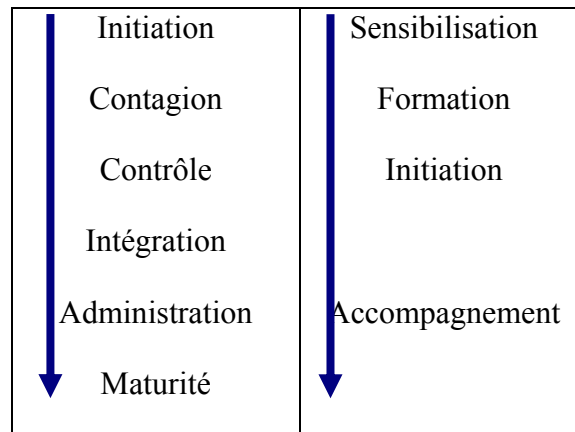 Initiation
Contagion
Contrôle
Intégration
Administration
Maturité
Sensibilisation
Formation
Initiation
Accompagnement